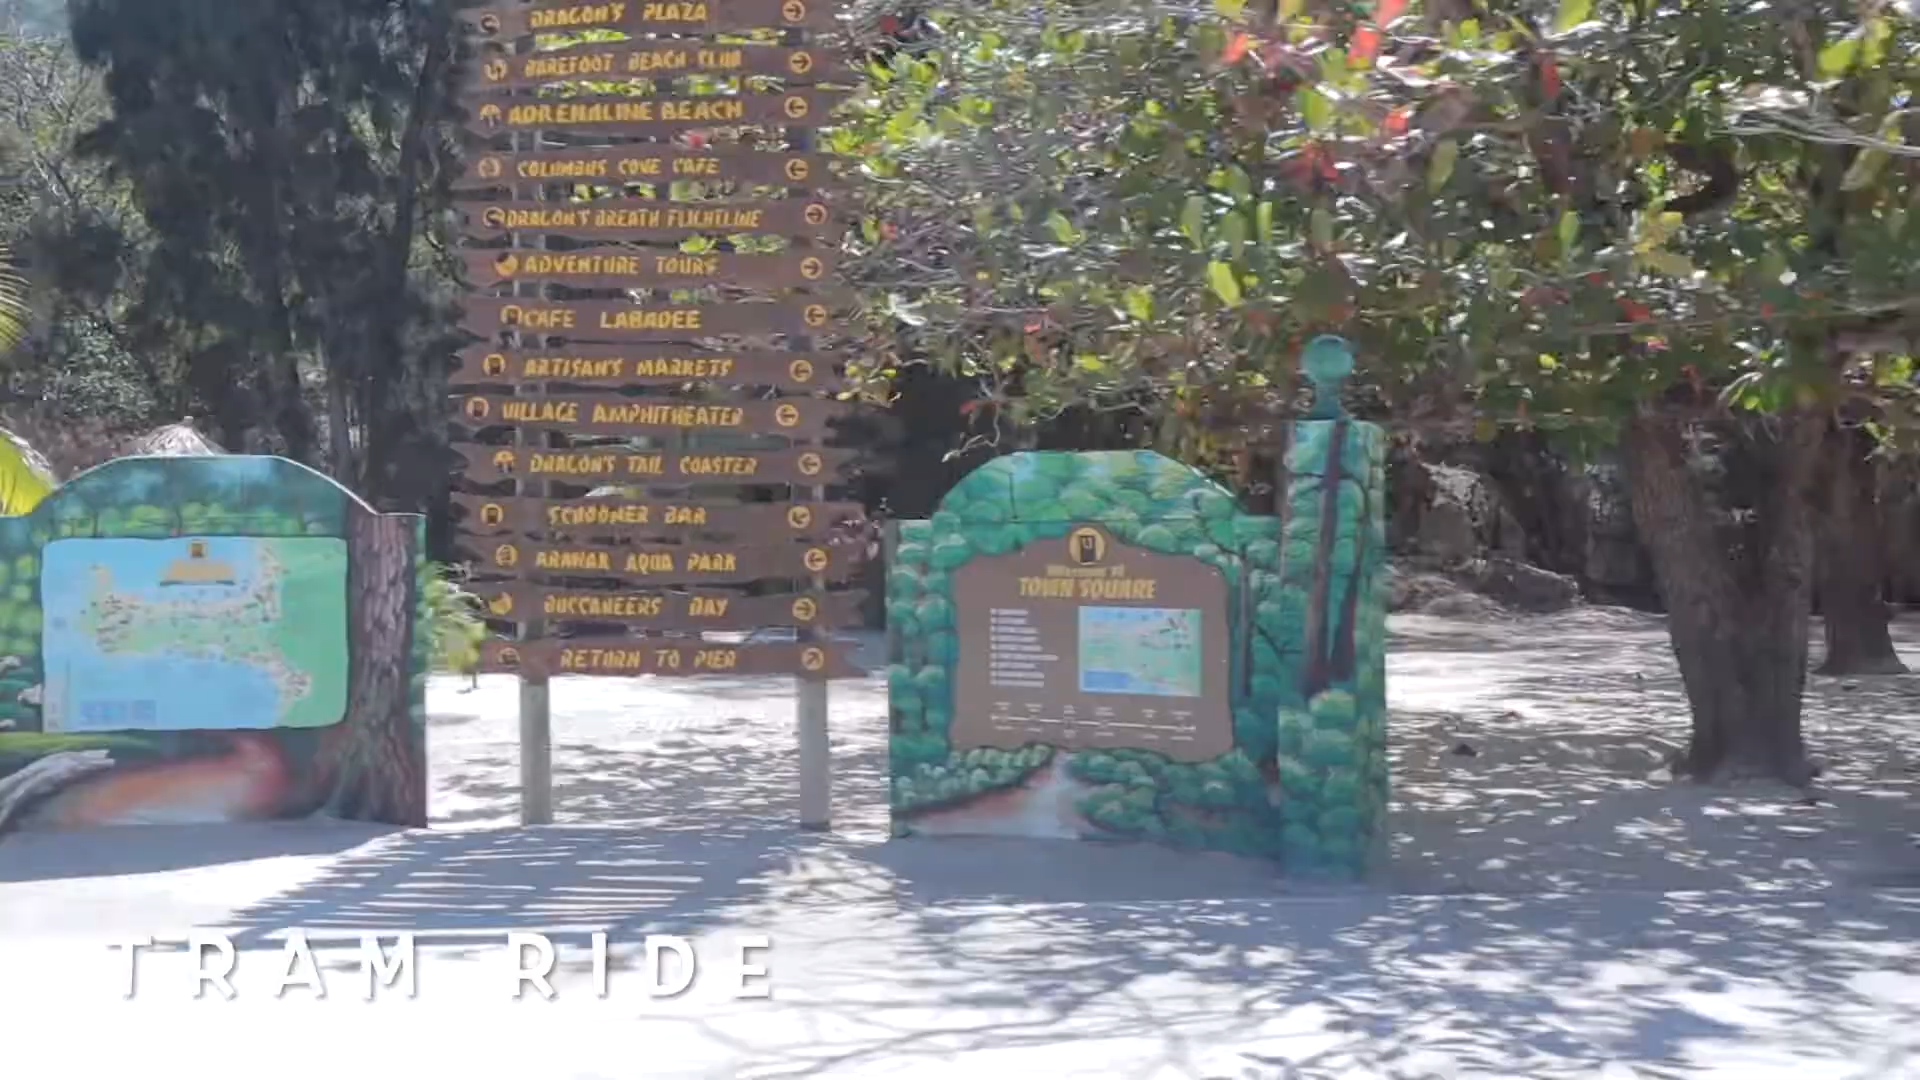 DRAGON'S PLAZA
BAREFOOT BEACH CLUB
ADRENALINE BEACH
COLUMBUS COVE CAFE
DRAGON'S BREATH FLIGHTLINE
ADVENTURE TOURS
CAFE LABADEE
ARTISAN'S MARKETS
VILLAGE AMPHITHEATER
DRAGON'S TAIL COASTER
SCHOONER BAR
ARAWAK AQUA PARK
BUCCANEERS BAY
RETURN TO PIER
TOWN SQUARE
TRAM RIDE